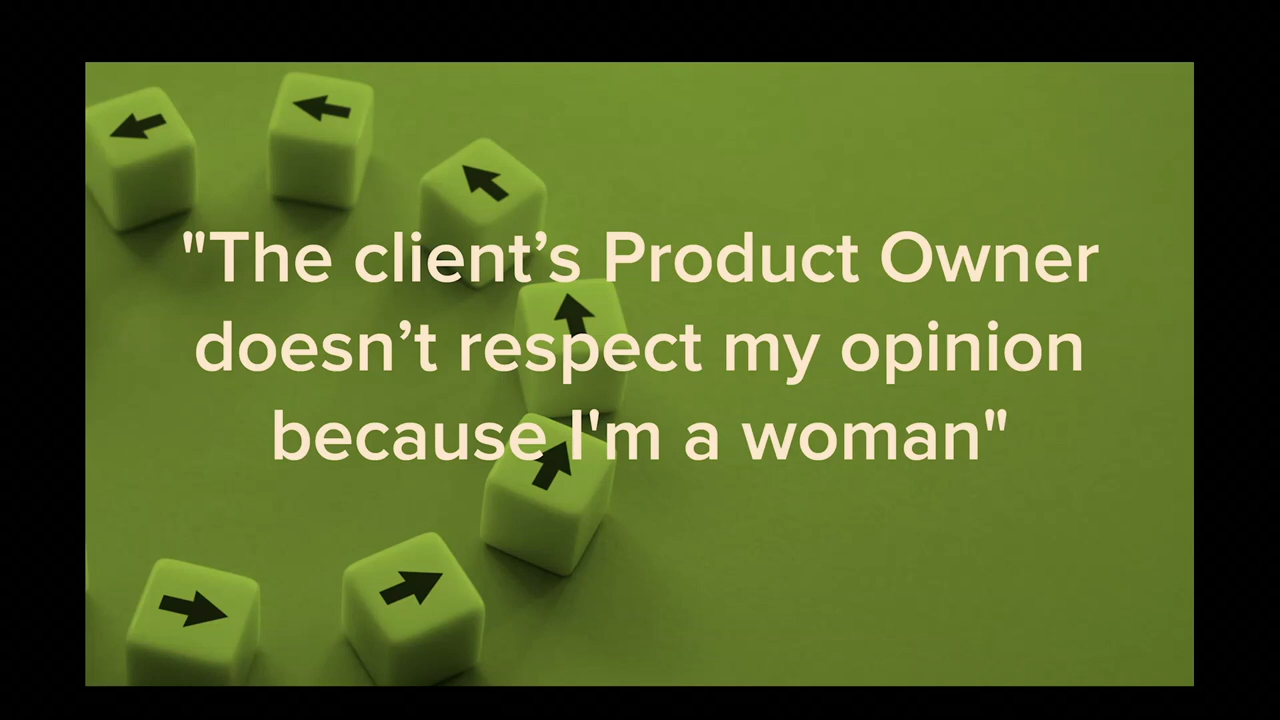 "The client’s Product Owner
doesn’t respect my opinion
because I'm a woman"